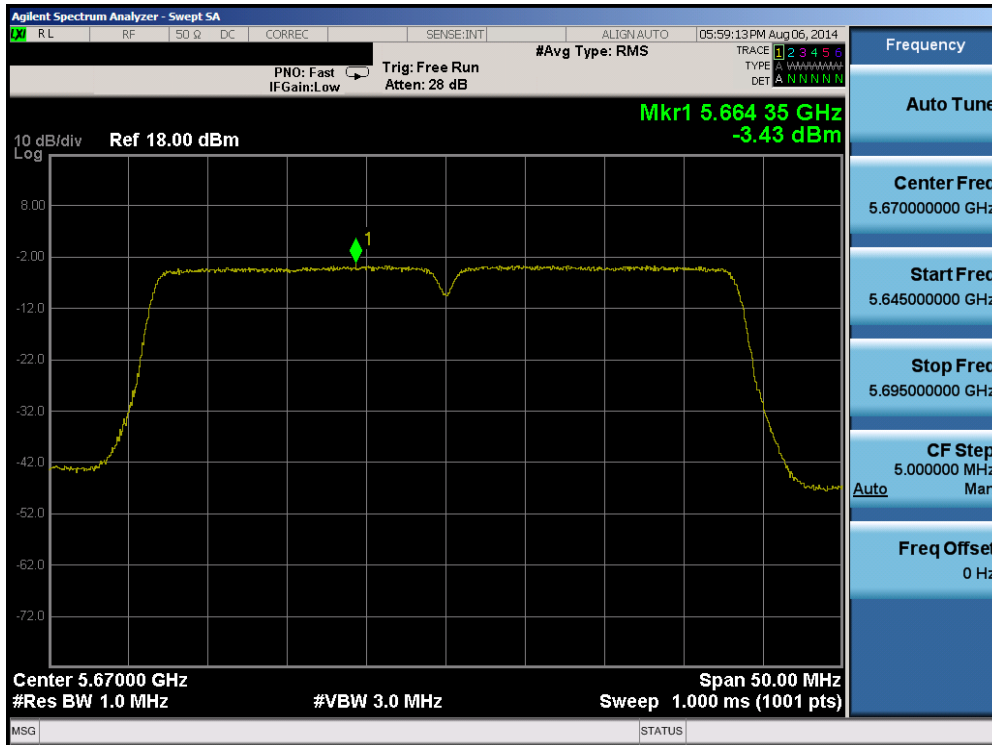 Agilent Spectrum Analyzer - Swept SA
LXI RL RF 50 Ω DC CORREC SENSE:INT ALIGN AUTO 05:59:13 PM Aug 06, 2014
#Avg Type: RMS TRACE 1 2 3 4 5 6
PNO: Fast Trig: Free Run TYPE A WWWWW
IFGain:Low Atten: 28 dB DET A N N N N N
Mkr1 5.664 35 GHz
-3.43 dBm
10 dB/div Ref 18.00 dBm
Log
1
8.00
-2.00
-12.0
-22.0
-32.0
-42.0
-52.0
-62.0
-72.0
Center 5.67000 GHz Span 50.00 MHz
#Res BW 1.0 MHz #VBW 3.0 MHz Sweep 1.000 ms (1001 pts)
MSG STATUS
Frequency
Auto Tune
Center Freq
5.670000000 GHz
Start Freq
5.645000000 GHz
Stop Freq
5.695000000 GHz
CF Step
5.000000 MHz
Auto Man
Freq Offset
0 Hz